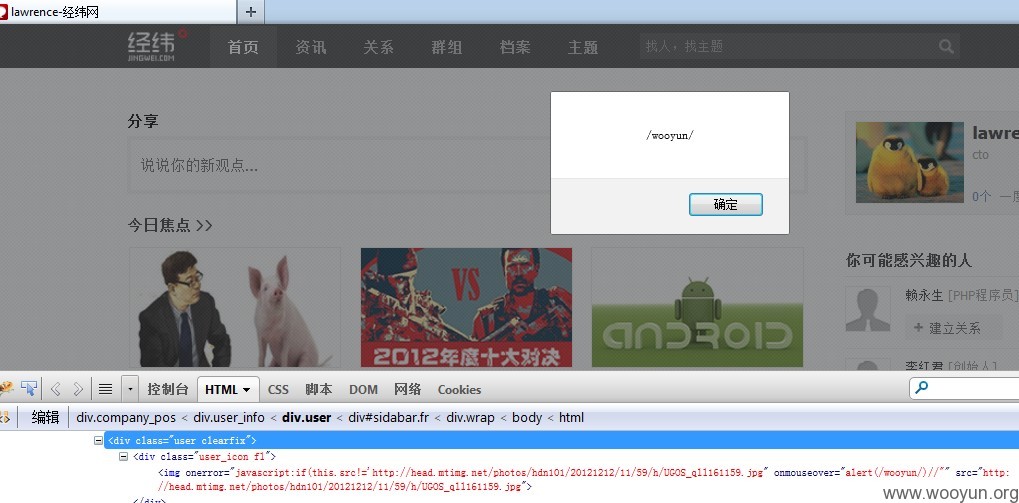 lawrence-经纬网
经纬
JINGWEI.COM
首页 资讯 关系 群组 档案 主题
找人，找主题
分享
说说你的新观点...
/wooyun/
确定
lawre
cto
0个 一度
今日焦点 >>
VS
2012年度十大对决
ANDROID
你可能感兴趣的人
赖永生 [PHP程序员]
+ 建立关系
李红君 [创始人]
控制台 HTML CSS 脚本 DOM 网络 Cookies
编辑 div.company_pos < div.user_info < div.user < div#sidabar.fr < div.wrap < body < html
<div class="user clearfix">
<div class="user_icon fl">
<img onerror="javascript:if(this.src!='http://head.mtimg.net/photos/hdn101/20121212/11/59/h/UGOS_q1l161159.jpg" onmouseover="alert(/wooyun/)//"" src="http:
//head.mtimg.net/photos/hdn101/20121212/11/59/h/UGOS_q1l161159.jpg">
</div>
www.wooyun.org